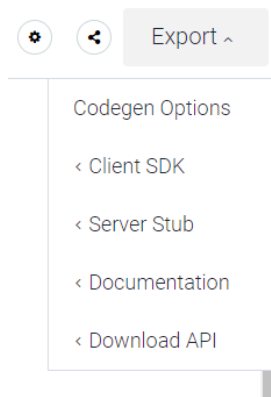 Export
Codegen Options
Client SDK
Server Stub
Documentation
Download API